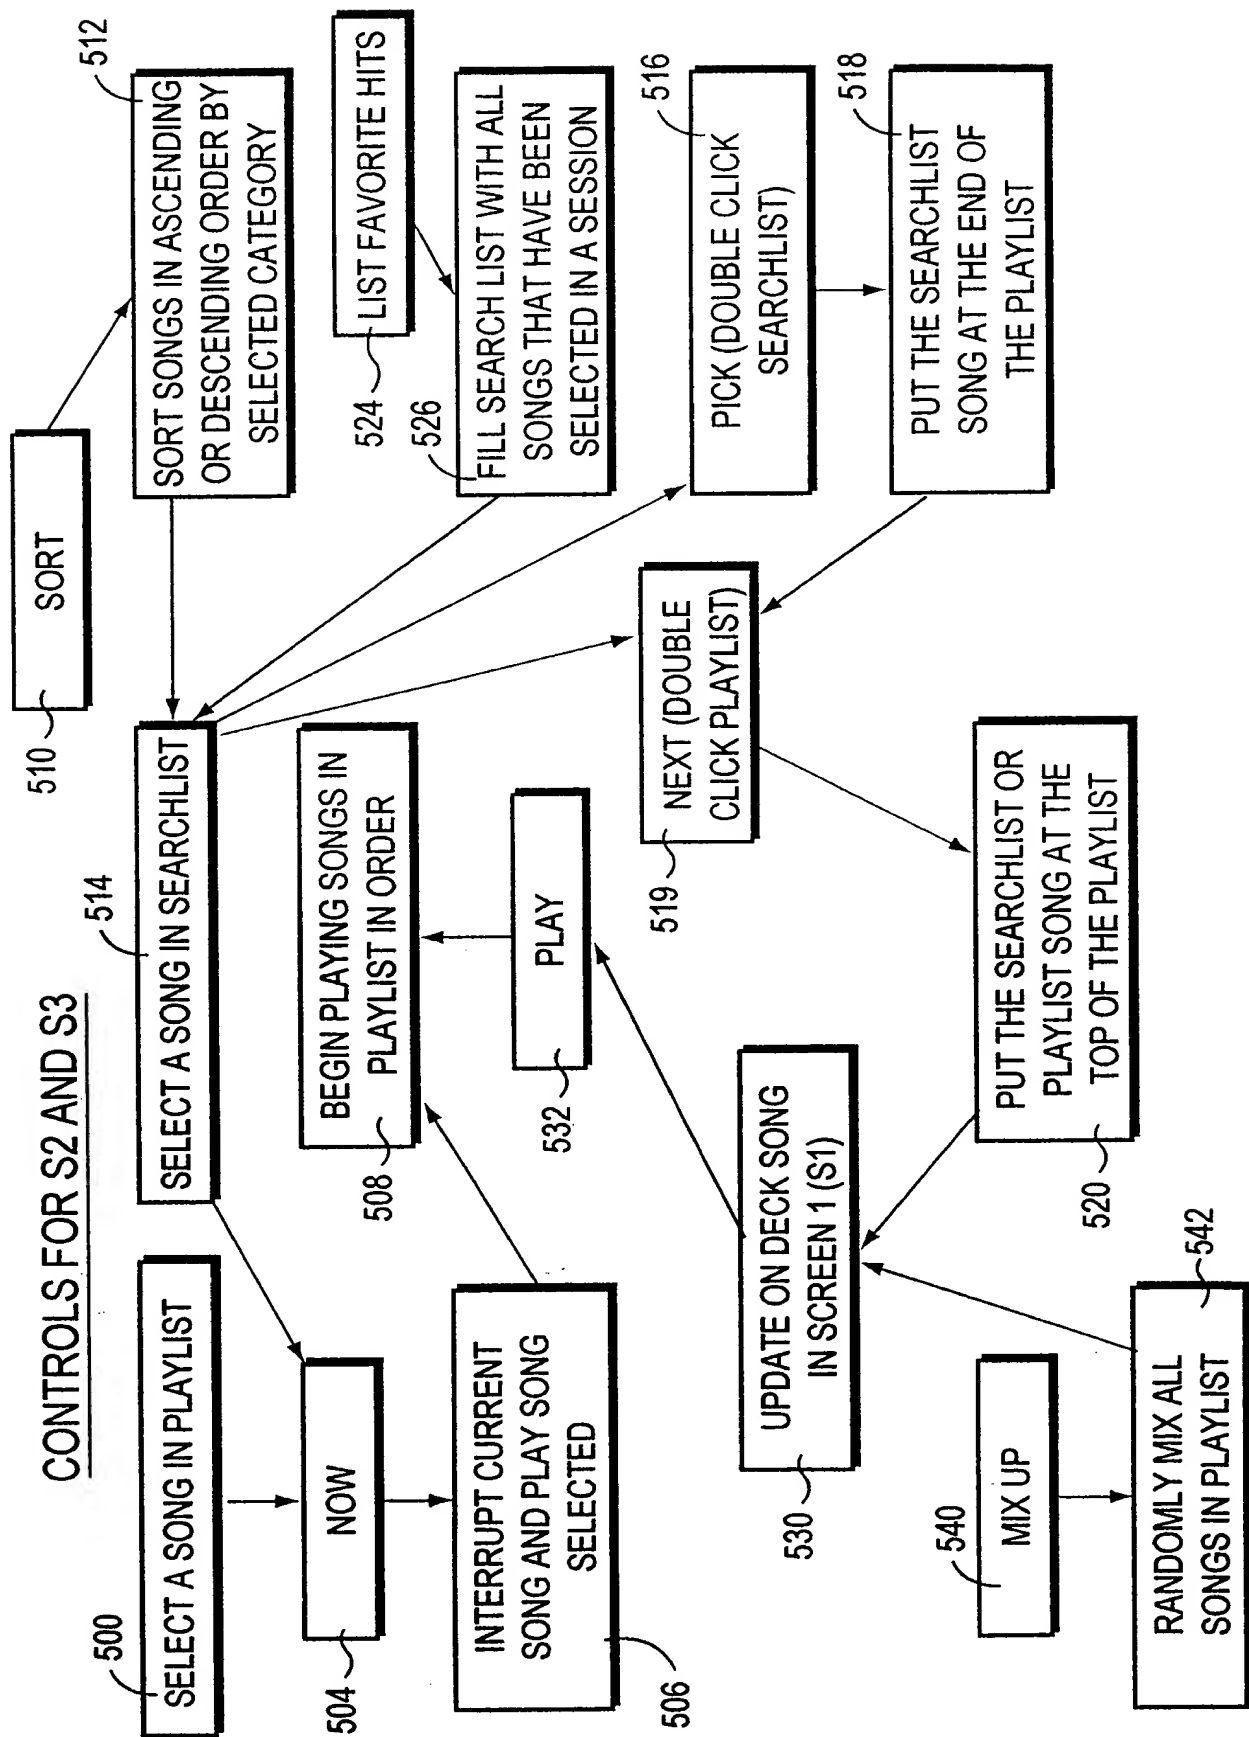 CONTROLS FOR S2 AND S3
500
SELECT A SONG IN PLAYLIST
504
NOW
506
INTERRUPT CURRENT
SONG AND PLAY SONG
SELECTED
514
SELECT A SONG IN SEARCHLIST
508
BEGIN PLAYING SONGS IN
PLAYLIST IN ORDER
532
PLAY
510
SORT
512
SORT SONGS IN ASCENDING
OR DESCENDING ORDER BY
SELECTED CATEGORY
524
LIST FAVORITE HITS
526
FILL SEARCH LIST WITH ALL
SONGS THAT HAVE BEEN
SELECTED IN A SESSION
516
PICK (DOUBLE CLICK
SEARCHLIST)
518
PUT THE SEARCHLIST
SONG AT THE END OF
THE PLAYLIST
519
NEXT (DOUBLE
CLICK PLAYLIST)
520
PUT THE SEARCHLIST OR
PLAYLIST SONG AT THE
TOP OF THE PLAYLIST
530
UPDATE ON DECK SONG
IN SCREEN 1 (S1)
540
MIX UP
542
RANDOMLY MIX ALL
SONGS IN PLAYLIST